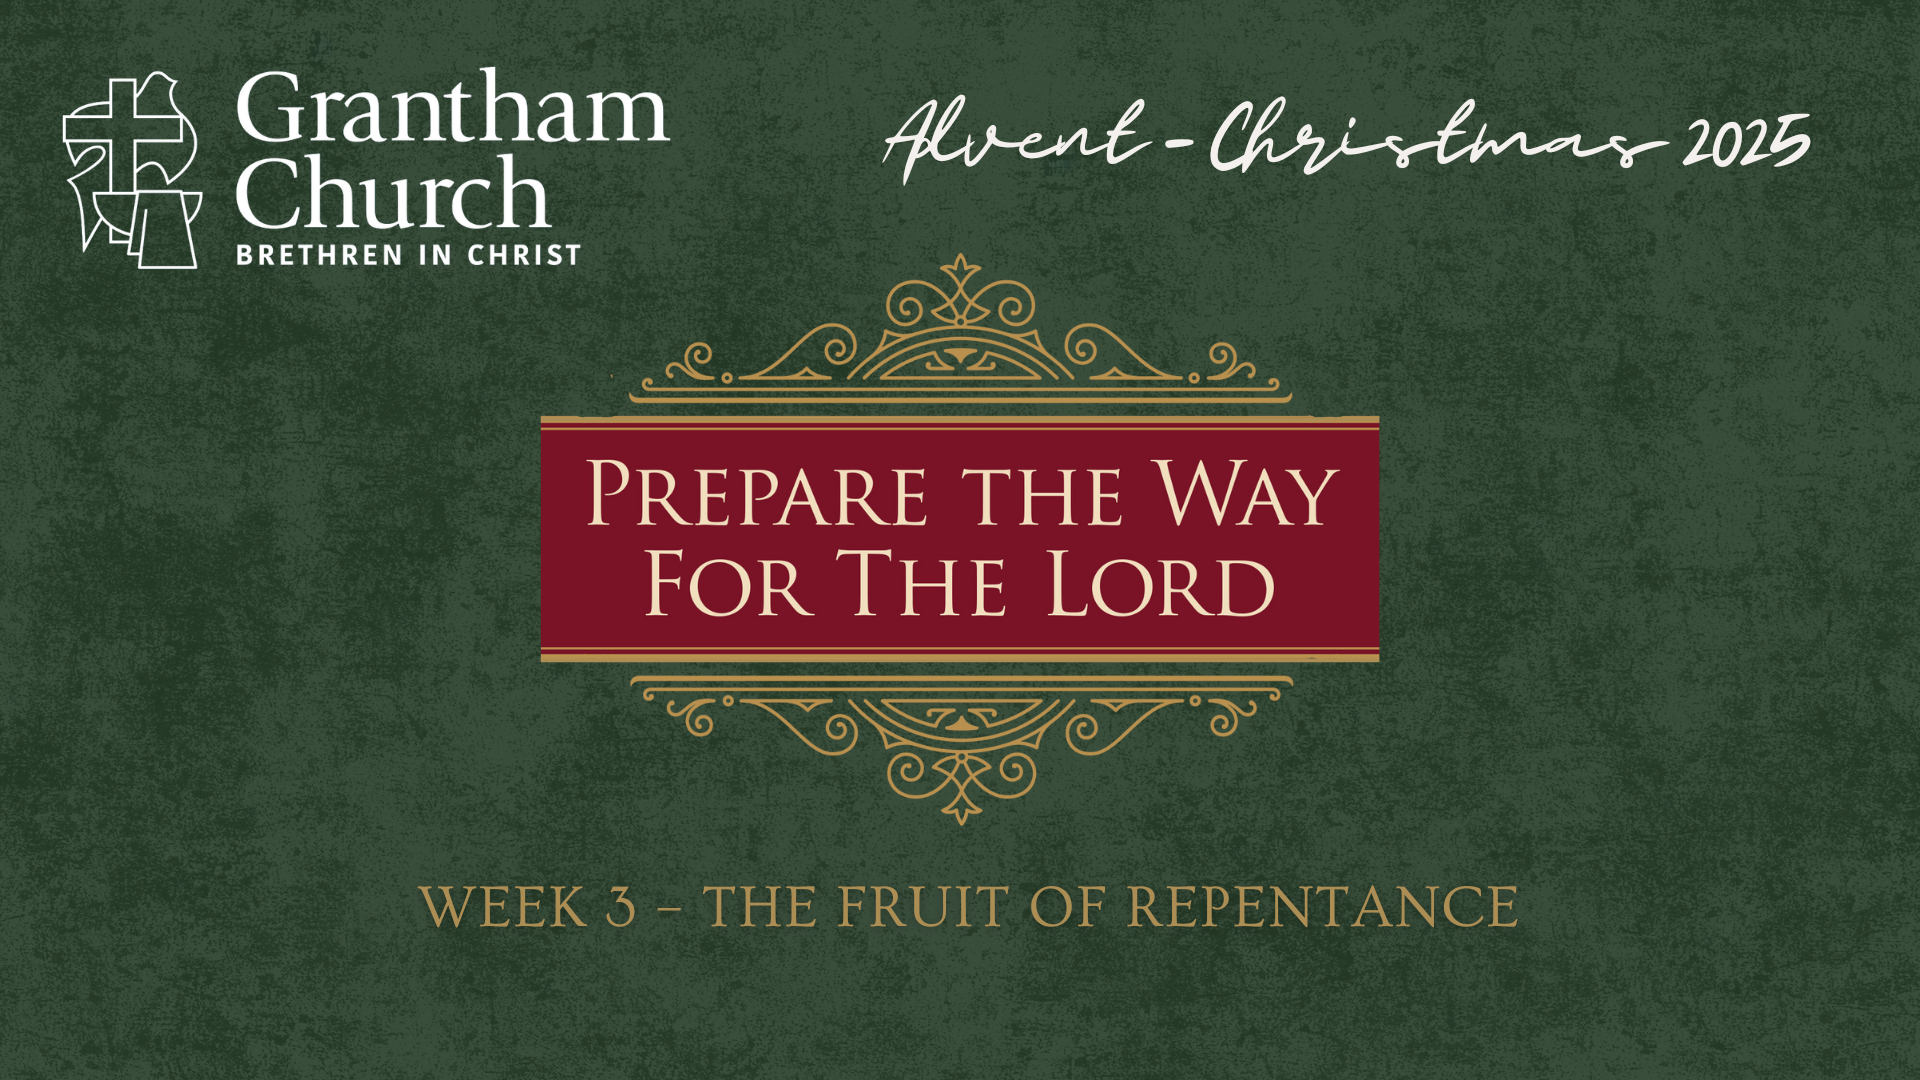 Grantham
Church
BRETHREN IN CHRIST
Advent - Christmas 2025
PREPARE THE WAY
FOR THE LORD
WEEK 3 – THE FRUIT OF REPENTANCE